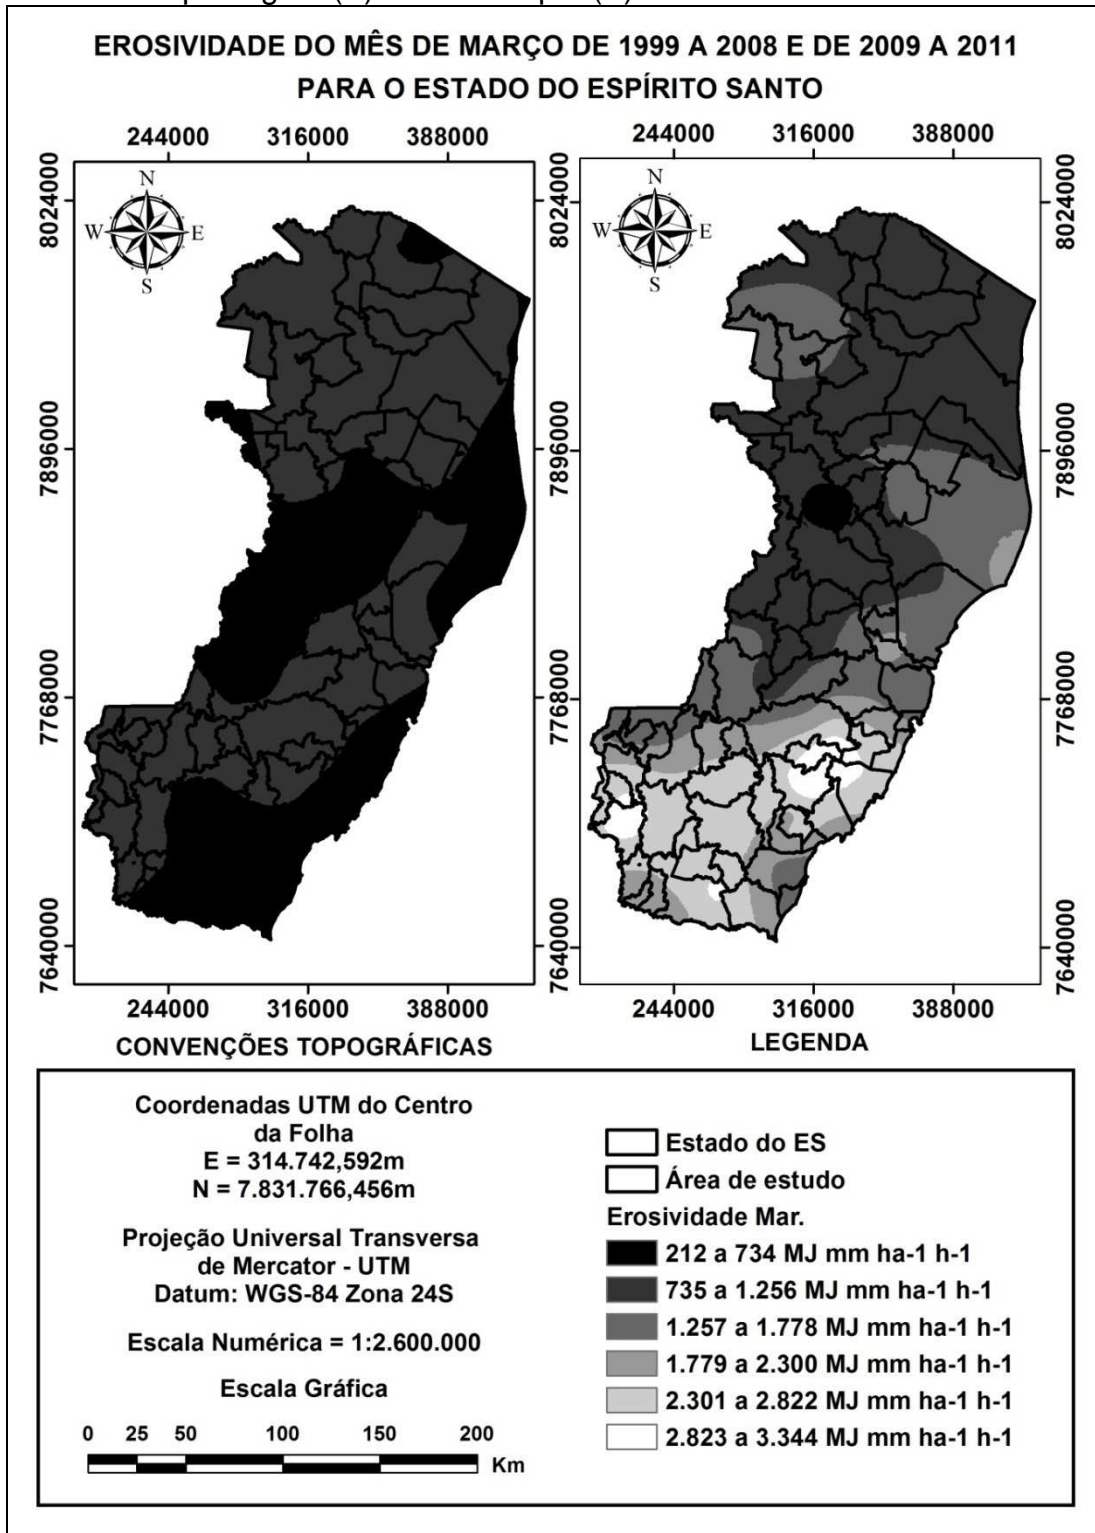 EROSIVIDADE DO MÊS DE MARÇO DE 1999 A 2008 E DE 2009 A 2011
PARA O ESTADO DO ESPÍRITO SANTO
244000 316000 388000
244000 316000 388000
8024000
8024000
8024000
N
W E
S
N
W E
S
7896000
7896000
7896000
7768000
7768000
7768000
7640000
7640000
7640000
244000 316000 388000
244000 316000 388000
CONVENÇÕES TOPOGRÁFICAS
LEGENDA
Coordenadas UTM do Centro
da Folha
E = 314.742,592m
N = 7.831.766,456m
Projeção Universal Transversa
de Mercator - UTM
Datum: WGS-84 Zona 24S
Escala Numérica = 1:2.600.000
Escala Gráfica
0 25 50 100 150 200
Km
Estado do ES
Área de estudo
Erosividade Mar.
212 a 734 MJ mm ha-1 h-1
735 a 1.256 MJ mm ha-1 h-1
1.257 a 1.778 MJ mm ha-1 h-1
1.779 a 2.300 MJ mm ha-1 h-1
2.301 a 2.822 MJ mm ha-1 h-1
2.823 a 3.344 MJ mm ha-1 h-1